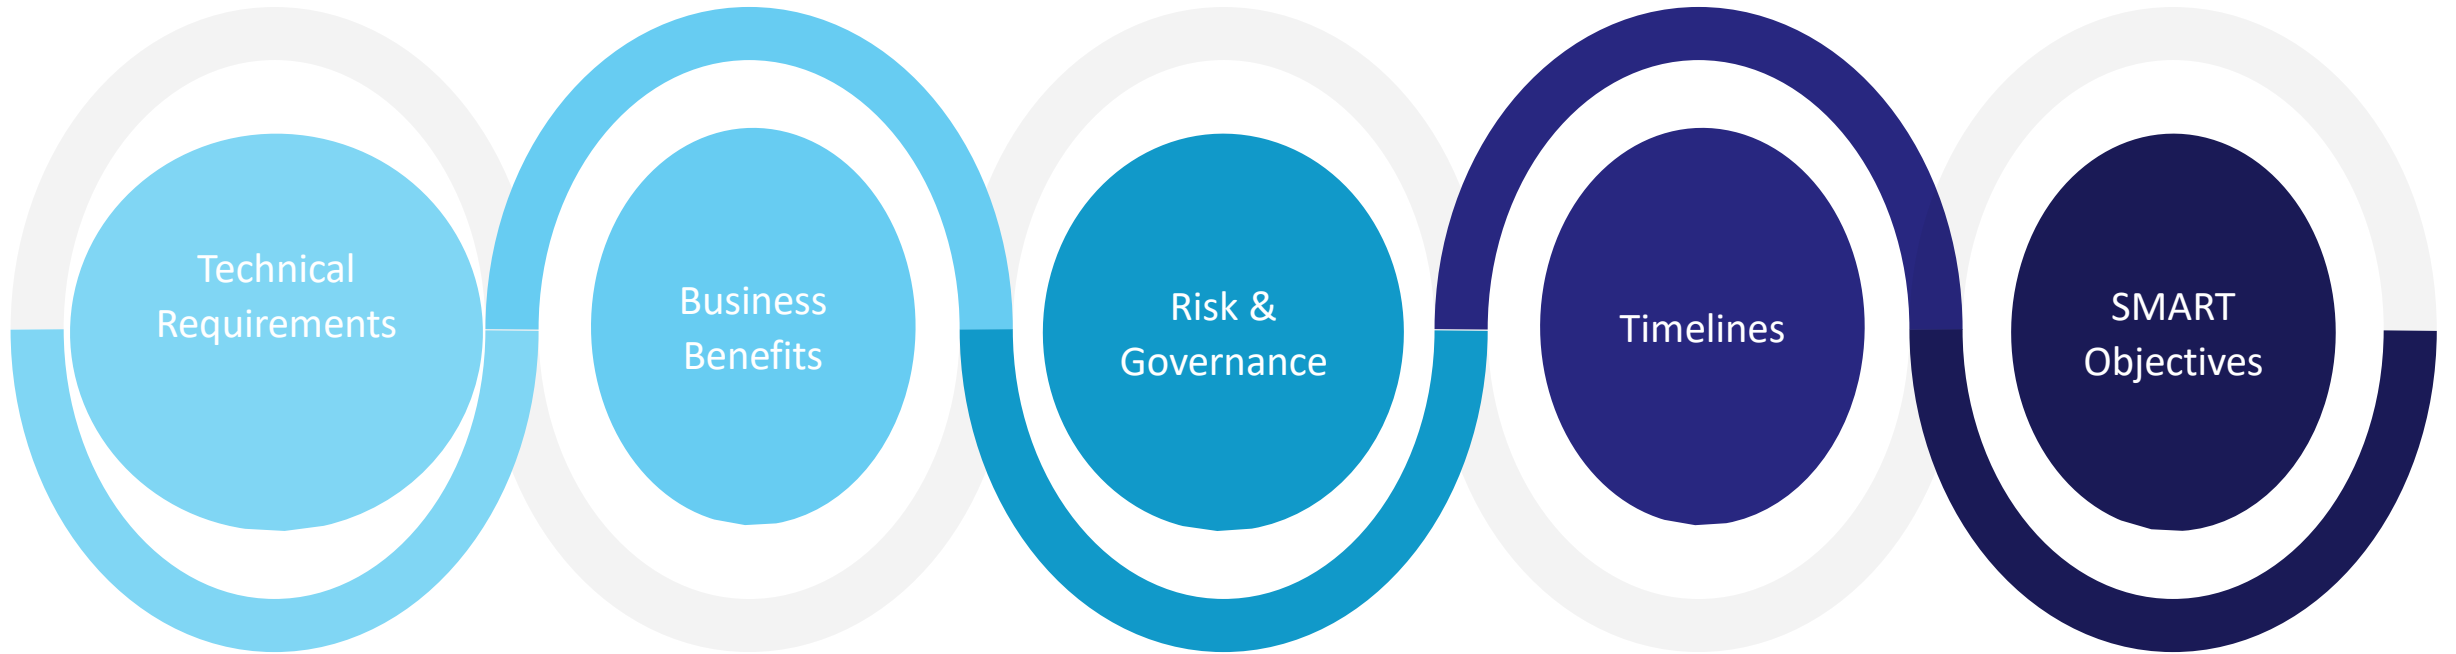 Technical
Requirements
Business
Benefits
Risk &
Governance
Timelines
SMART
Objectives